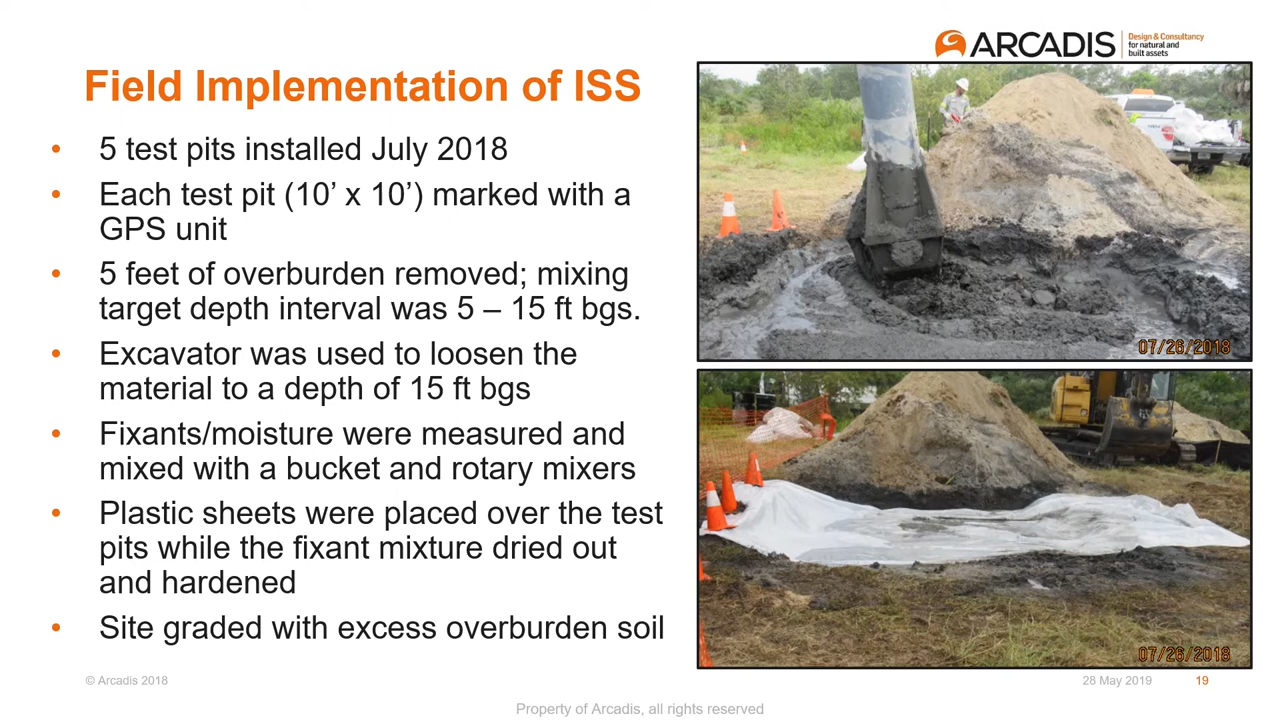 ARCADIS
Design & Consultancy
for natural and
built assets
Field Implementation of ISS
• 5 test pits installed July 2018
• Each test pit (10’ x 10’) marked with a
GPS unit
• 5 feet of overburden removed; mixing
target depth interval was 5 – 15 ft bgs.
• Excavator was used to loosen the
material to a depth of 15 ft bgs
• Fixants/moisture were measured and
mixed with a bucket and rotary mixers
• Plastic sheets were placed over the test
pits while the fixant mixture dried out
and hardened
• Site graded with excess overburden soil
07/26/2018
07/26/2018
© Arcadis 2018
28 May 2019
19
Property of Arcadis, all rights reserved